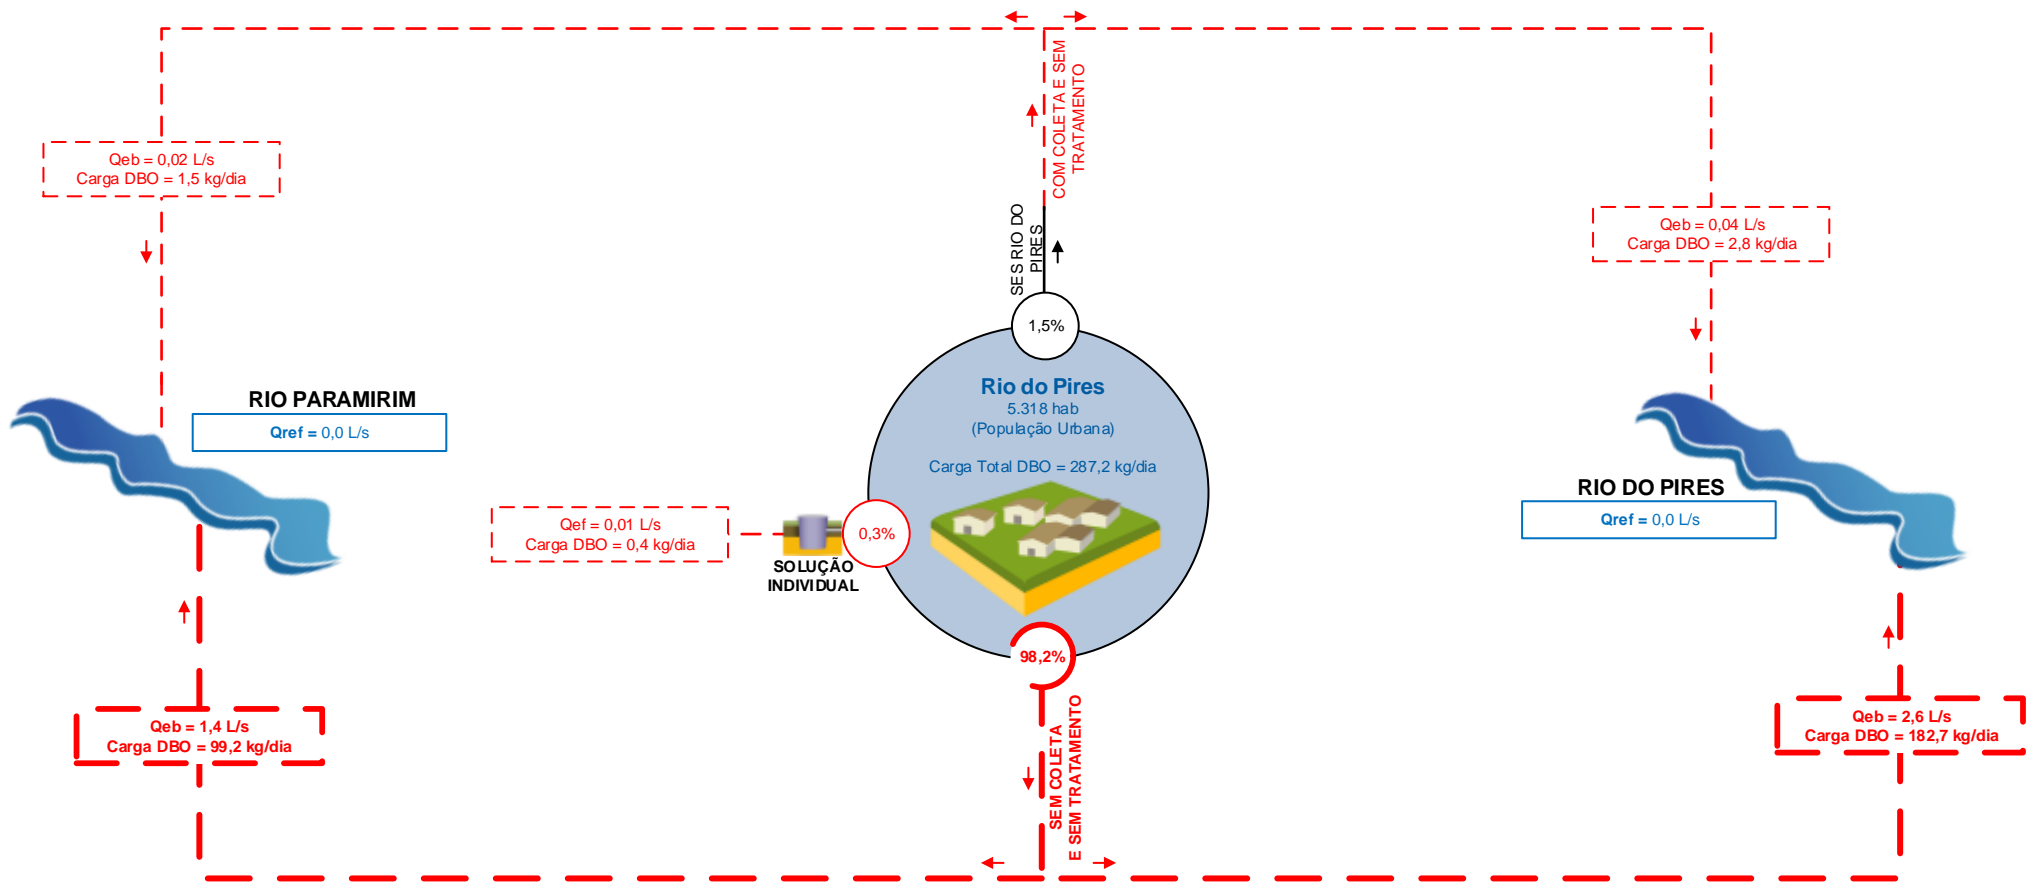 COM COLETA E SEM
TRATAMENTO
Qeb = 0,02 L/s
Carga DBO = 1,5 kg/dia
Qeb = 0,04 L/s
Carga DBO = 2,8 kg/dia
SES RIO DO
PIRES
1,5%
Rio do Pires
5.318 hab
(População Urbana)
Carga Total DBO = 287,2 kg/dia
RIO PARAMIRIM
Qref = 0,0 L/s
RIO DO PIRES
Qref = 0,0 L/s
Qef = 0,01 L/s
Carga DBO = 0,4 kg/dia
0,3%
SOLUÇÃO
INDIVIDUAL
98,2%
Qeb = 1,4 L/s
Carga DBO = 99,2 kg/dia
SEM COLETA
E SEM TRATAMENTO
Qeb = 2,6 L/s
Carga DBO = 182,7 kg/dia